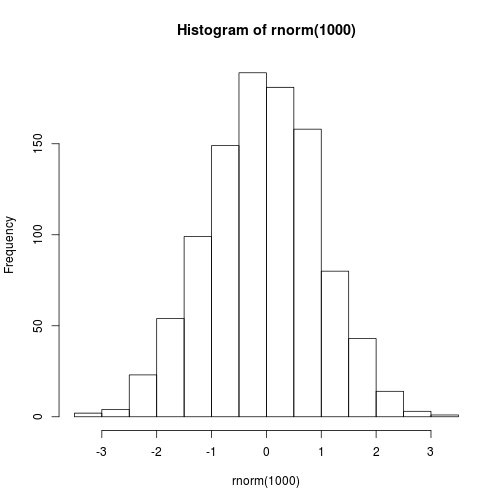 Histogram of rnorm(1000)
Frequency
150
100
50
0
-3 -2 -1 0 1 2 3
rnorm(1000)